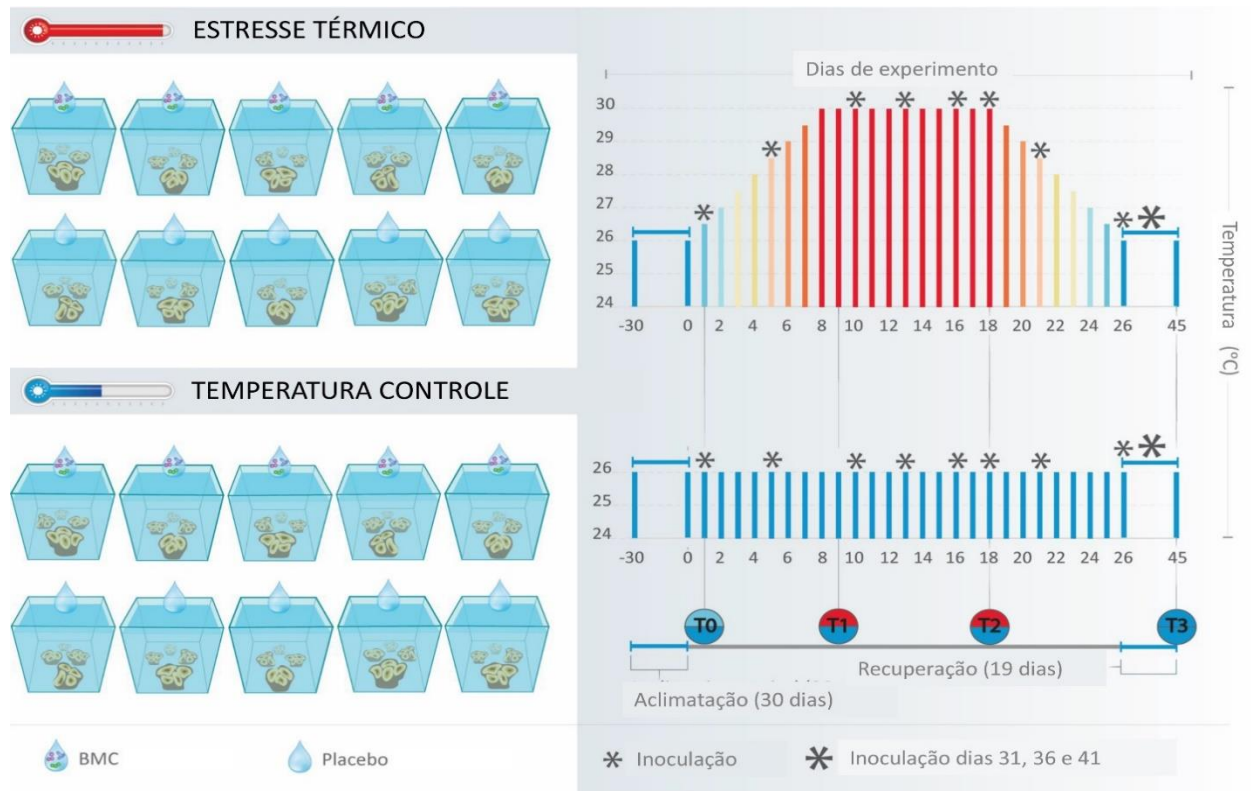 ESTRESSE TÉRMICO
Dias de experimento
30
29
28
27
26
25
24
-30 0 2 4 6 8 10 12 14 16 18 20 22 24 26 45
Temperatura (ºC)
TEMPERATURA CONTROLE
26
25
24
-30 0 2 4 6 8 10 12 14 16 18 20 22 24 26 45
T0 T1 T2 T3
Recuperação (19 dias)
Aclimatação (30 dias)
BMC
Placebo
Inoculação
Inoculação dias 31, 36 e 41